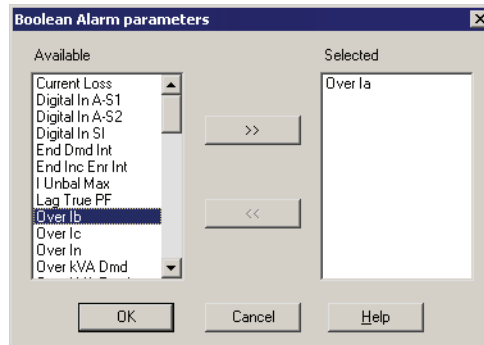 Boolean Alarm parameters
Available
Selected
Current Loss
Digital In A-S1
Digital In A-S2
Digital In SI
End Dmd Int
End Inc Enr Int
I Unbal Max
Lag True PF
Over Ib
Over Ic
Over In
Over kVA Dmd
Over Ia
>>
<<
OK
Cancel
Help